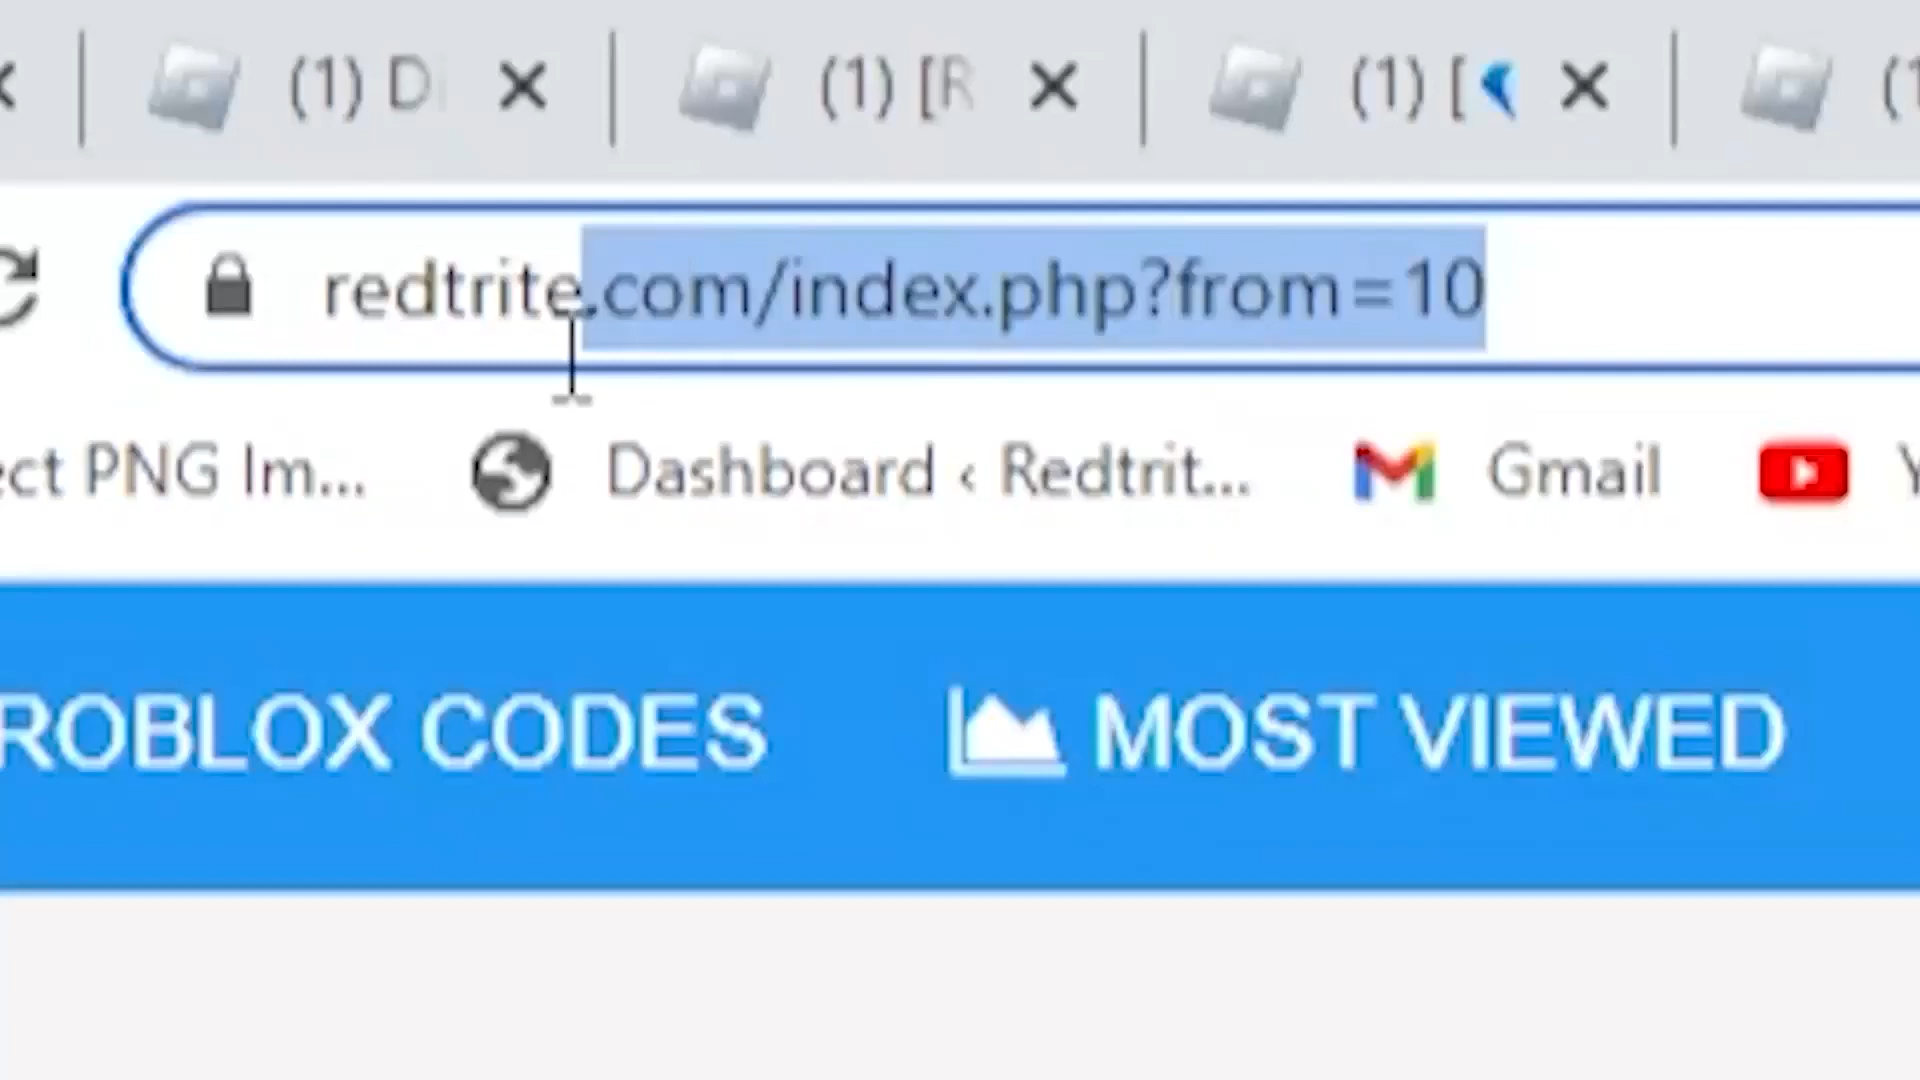 (1) D (1) [R (1) [ (1
redtrite.com/index.php?from=10
ect PNG Im... Dashboard ‹ Redtrit... Gmail Y
ROBLOX CODES MOST VIEWED